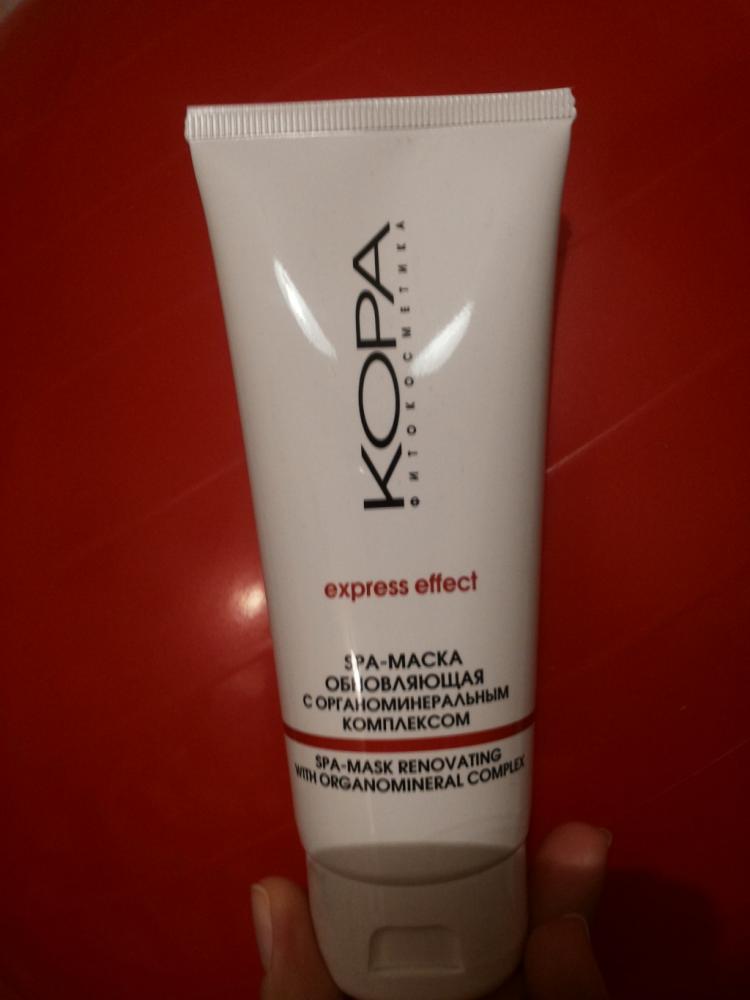 КОРА
ФИТОКОСМЕТИКА
express effect
SPA-МАСКА
ОБНОВЛЯЮЩАЯ
С ОРГАНОМИНЕРАЛЬНЫМ
КОМПЛЕКСОМ
SPA-MASK RENOVATING
WITH ORGANOMINERAL COMPLEX